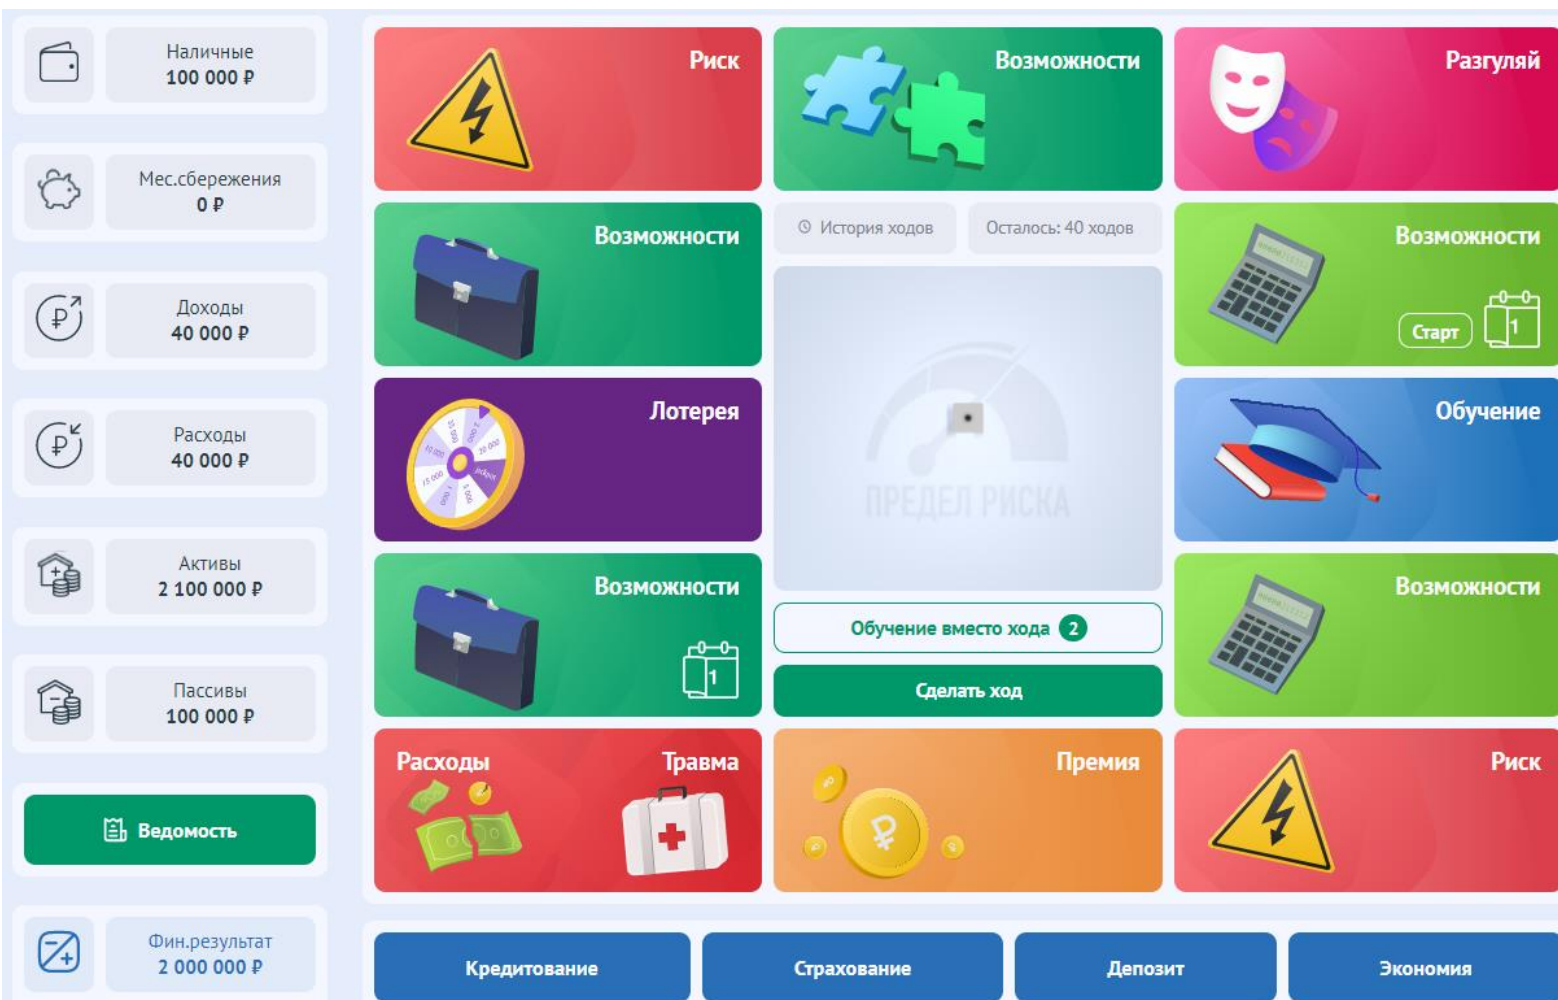 Наличные
100 000 ₽
Мес.сбережения
0 ₽
Доходы
40 000 ₽
Расходы
40 000 ₽
Активы
2 100 000 ₽
Пассивы
100 000 ₽
Ведомость
Фин.результат
2 000 000 ₽
Риск
Возможности
Разгуляй
Возможности
История ходов
Осталось: 40 ходов
Возможности
Старт
1
Лотерея
ПРЕДЕЛ РИСКА
Обучение
Возможности
1
Обучение вместо хода 2
Сделать ход
Возможности
Расходы
Травма
Премия
Риск
Кредитование
Страхование
Депозит
Экономия